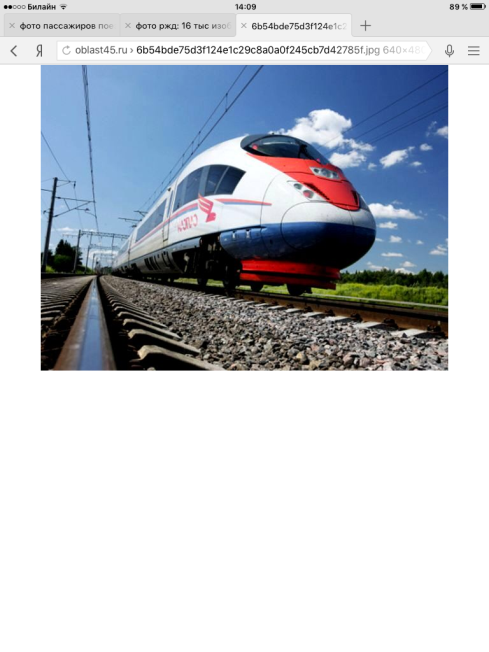 Билайн 14:09 89 %
фото пассажиров пое фото ржд: 16 тыс изоб 6b54bde75d3f124e1c2
Я oblast45.ru › 6b54bde75d3f124e1c29c8a0a0f245cb7d42785f.jpg 640×48